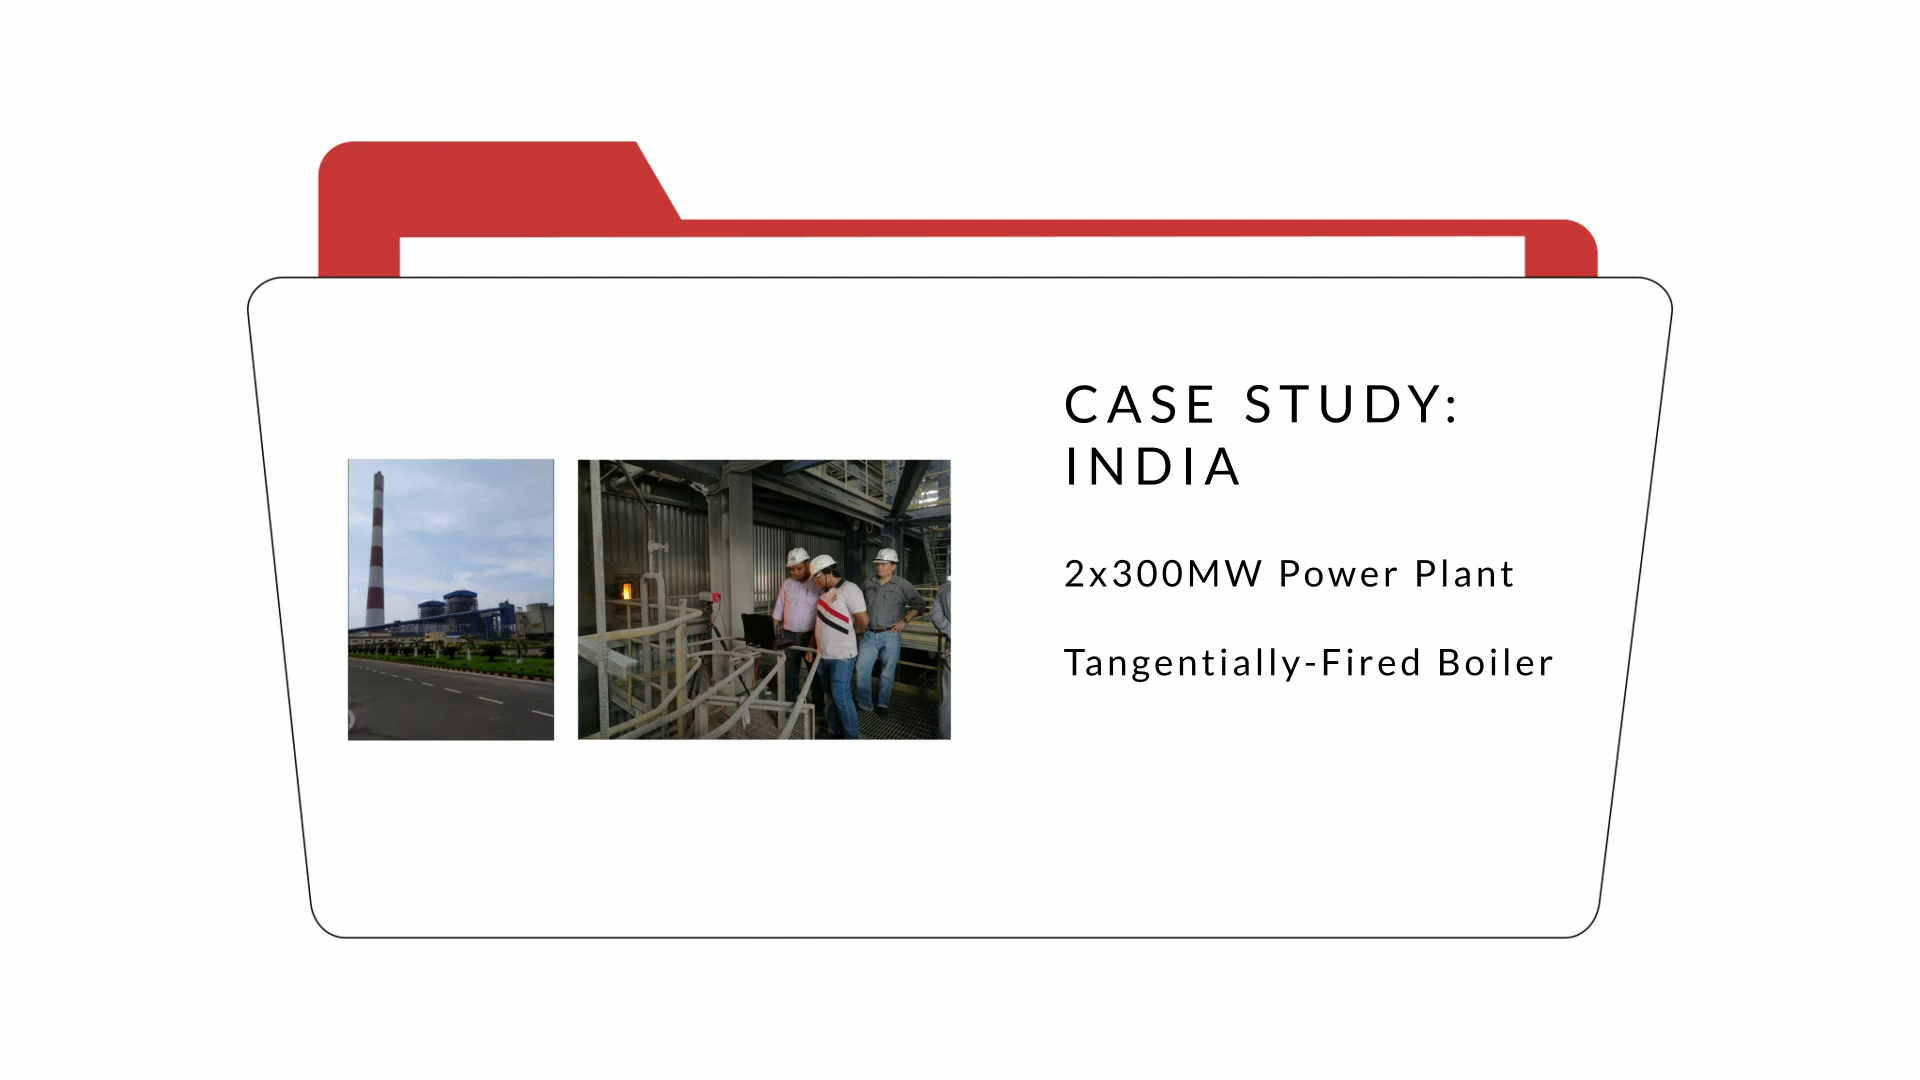 CASE STUDY:
INDIA
2x300MW Power Plant
Tangentially-Fired Boiler